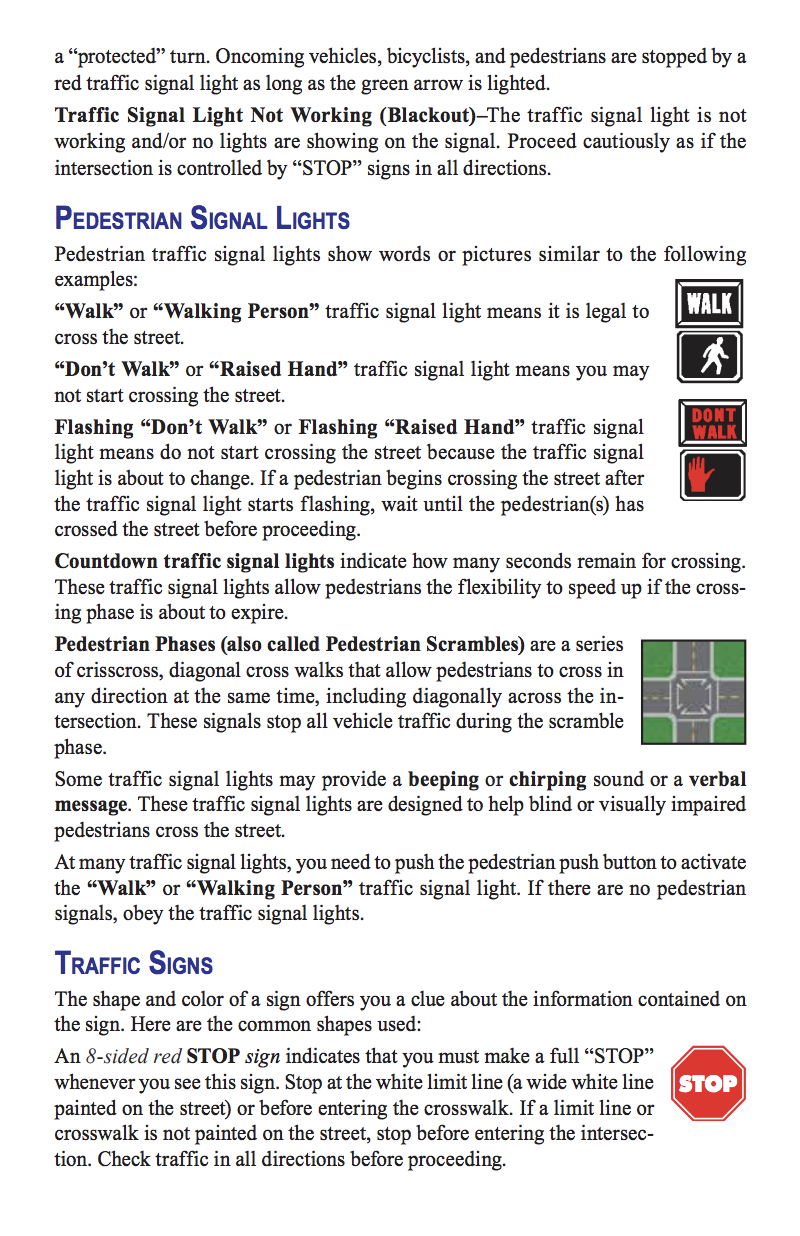 a “protected” turn. Oncoming vehicles, bicyclists, and pedestrians are stopped by a
red traffic signal light as long as the green arrow is lighted.
Traffic Signal Light Not Working (Blackout)–The traffic signal light is not
working and/or no lights are showing on the signal. Proceed cautiously as if the
intersection is controlled by “STOP” signs in all directions.
Pedestrian Signal Lights
Pedestrian traffic signal lights show words or pictures similar to the following
examples:
“Walk” or “Walking Person” traffic signal light means it is legal to
cross the street.
WALK
“Don’t Walk” or “Raised Hand” traffic signal light means you may
not start crossing the street.
Flashing “Don’t Walk” or Flashing “Raised Hand” traffic signal
light means do not start crossing the street because the traffic signal
light is about to change. If a pedestrian begins crossing the street after
the traffic signal light starts flashing, wait until the pedestrian(s) has
crossed the street before proceeding.
DONT
WALK
Countdown traffic signal lights indicate how many seconds remain for crossing.
These traffic signal lights allow pedestrians the flexibility to speed up if the cross-
ing phase is about to expire.
Pedestrian Phases (also called Pedestrian Scrambles) are a series
of crisscross, diagonal cross walks that allow pedestrians to cross in
any direction at the same time, including diagonally across the in-
tersection. These signals stop all vehicle traffic during the scramble
phase.
Some traffic signal lights may provide a beeping or chirping sound or a verbal
message. These traffic signal lights are designed to help blind or visually impaired
pedestrians cross the street.
At many traffic signal lights, you need to push the pedestrian push button to activate
the “Walk” or “Walking Person” traffic signal light. If there are no pedestrian
signals, obey the traffic signal lights.
Traffic Signs
The shape and color of a sign offers you a clue about the information contained on
the sign. Here are the common shapes used:
An 8-sided red STOP sign indicates that you must make a full “STOP”
whenever you see this sign. Stop at the white limit line (a wide white line
painted on the street) or before entering the crosswalk. If a limit line or
crosswalk is not painted on the street, stop before entering the intersec-
tion. Check traffic in all directions before proceeding.
STOP